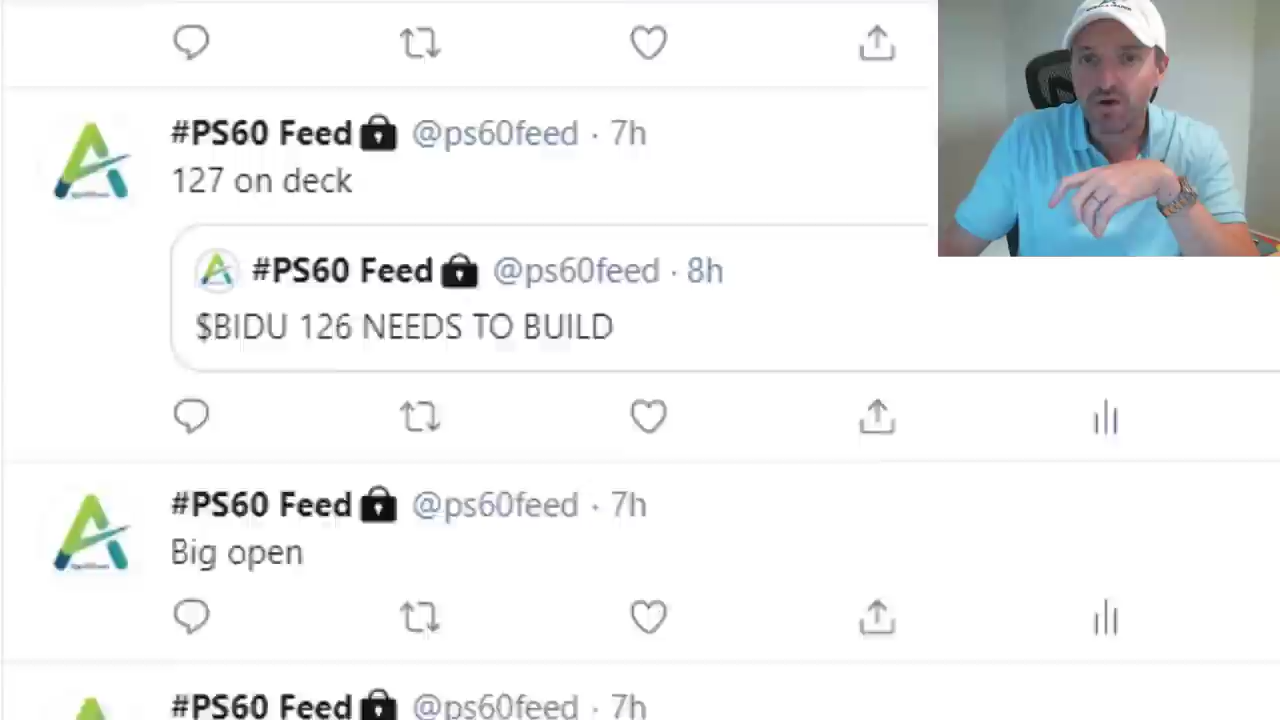 #PS60 Feed @ps60feed · 7h
127 on deck
#PS60 Feed @ps60feed · 8h
$BIDU 126 NEEDS TO BUILD
#PS60 Feed @ps60feed · 7h
Big open
#PS60 Feed @ps60feed · 7h